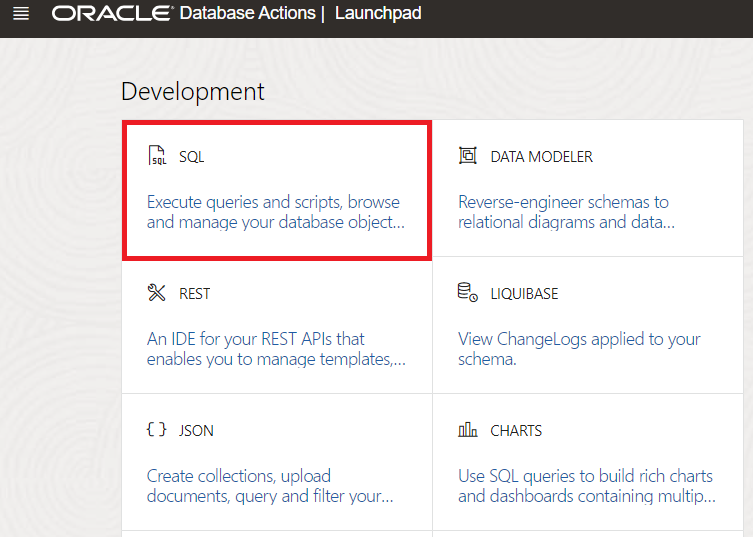 ORACLE® Database Actions | Launchpad
Development
SQL
SQL
Execute queries and scripts, browse
and manage your database object...
DATA MODELER
Reverse-engineer schemas to
relational diagrams and data...
REST
An IDE for your REST APIs that
enables you to manage templates,...
LIQUIBASE
View ChangeLogs applied to your
schema.
{ } JSON
Create collections, upload
documents, query and filter your...
CHARTS
Use SQL queries to build rich charts
and dashboards containing multip...